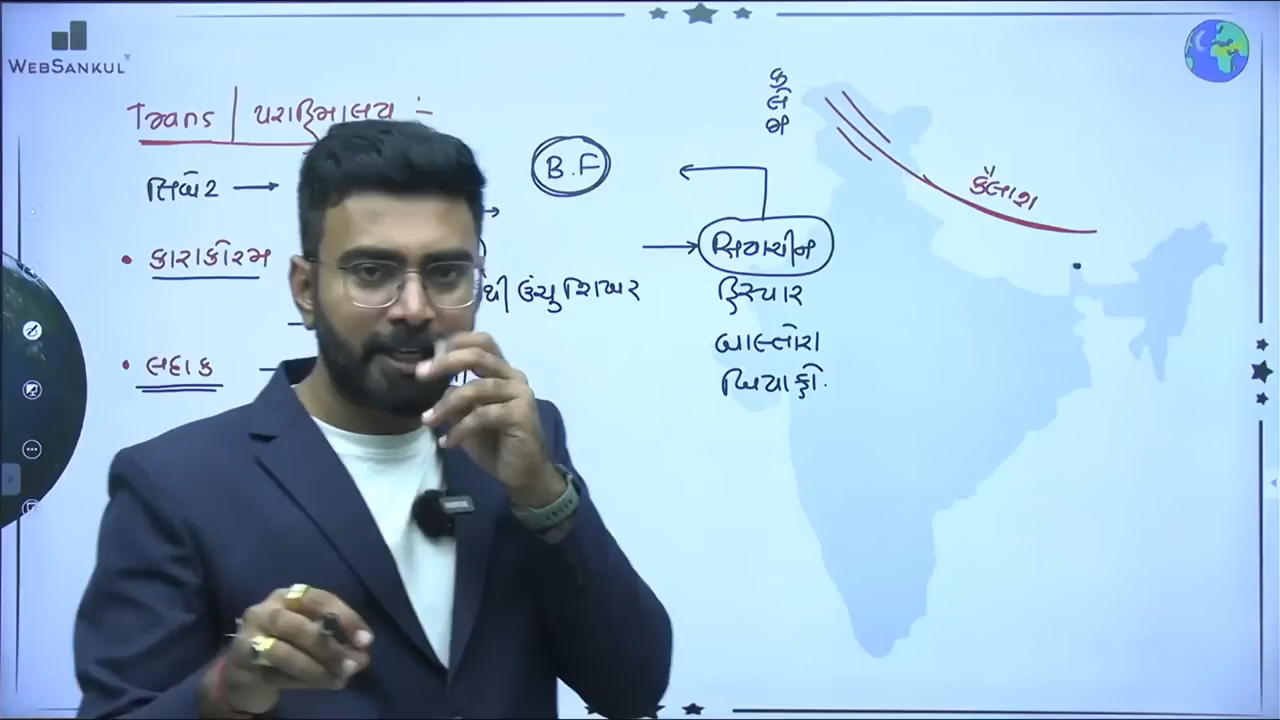 WEBSANKUL
Trans | પરાહિમાલય :-
તિબેટ →
• કારાકોરમ
થી ઉંચુ શિખર
• લદાક
B.F
→ સિયાચીન
હિસ્પાર
બાલ્તોરો
બિયાફો.
ક
લે
મ
કૈલાશ